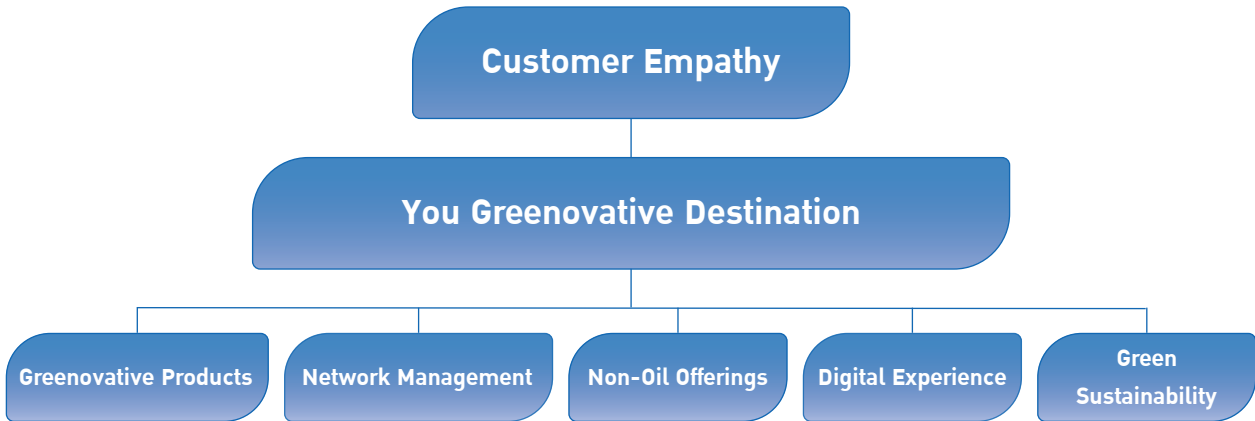 Customer Empathy
You Greenovative Destination
Greenovative Products
Network Management
Non-Oil Offerings
Digital Experience
Green
Sustainability